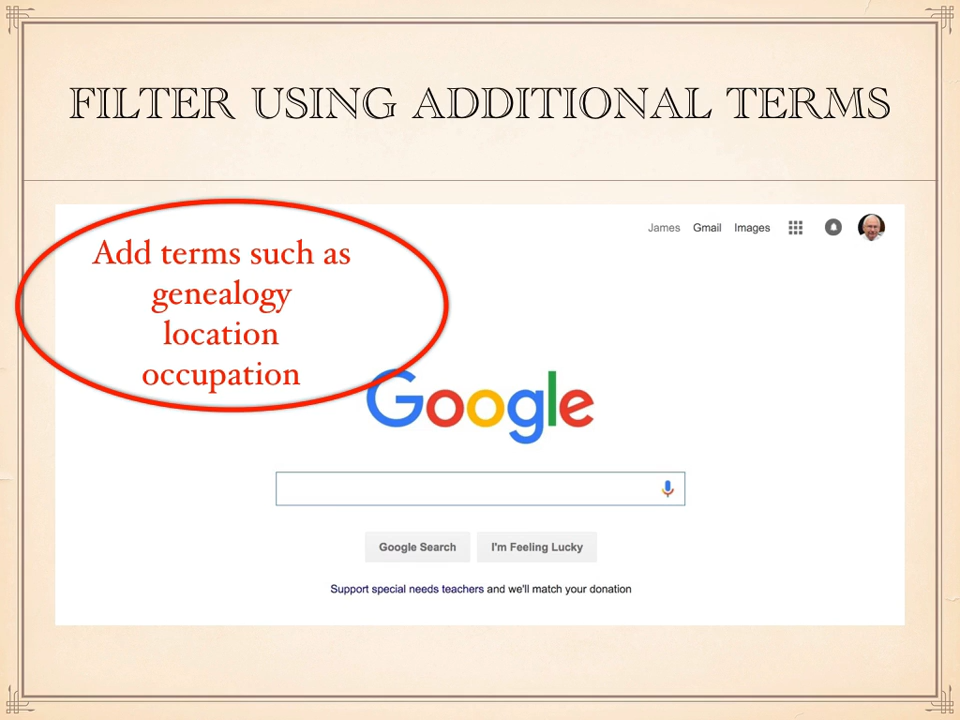 FILTER USING ADDITIONAL TERMS
James Gmail Images
Add terms such as
genealogy
location
occupation
Google
Google Search I'm Feeling Lucky
Support special needs teachers and we'll match your donation